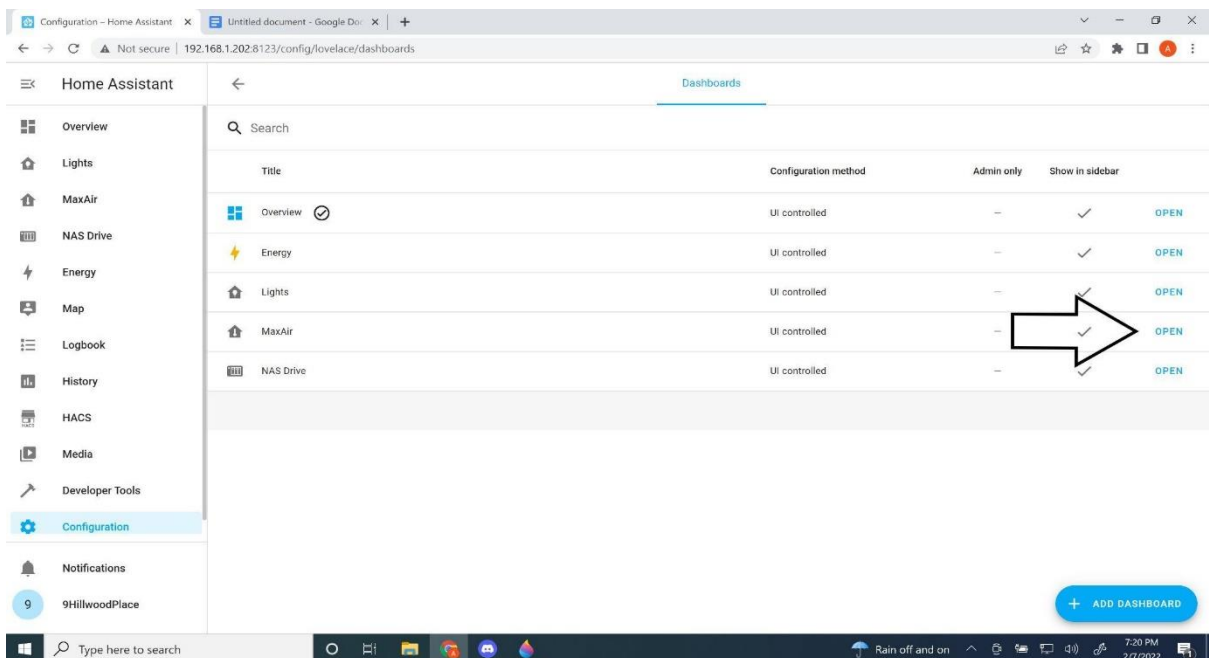 Configuration – Home Assistant
Untitled document - Google Doc
Not secure | 192.168.1.202:8123/config/lovelace/dashboards
A
Home Assistant
Dashboards
Overview
Lights
MaxAir
NAS Drive
Energy
Map
Logbook
History
HACS
HACS
Media
Developer Tools
Configuration
Notifications
9
9HillwoodPlace
Search
Title Configuration method Admin only Show in sidebar
Overview UI controlled – OPEN
Energy UI controlled – OPEN
Lights UI controlled – OPEN
MaxAir UI controlled – OPEN
NAS Drive UI controlled – OPEN
+ ADD DASHBOARD
Type here to search
Rain off and on
7:20 PM
2/7/2022